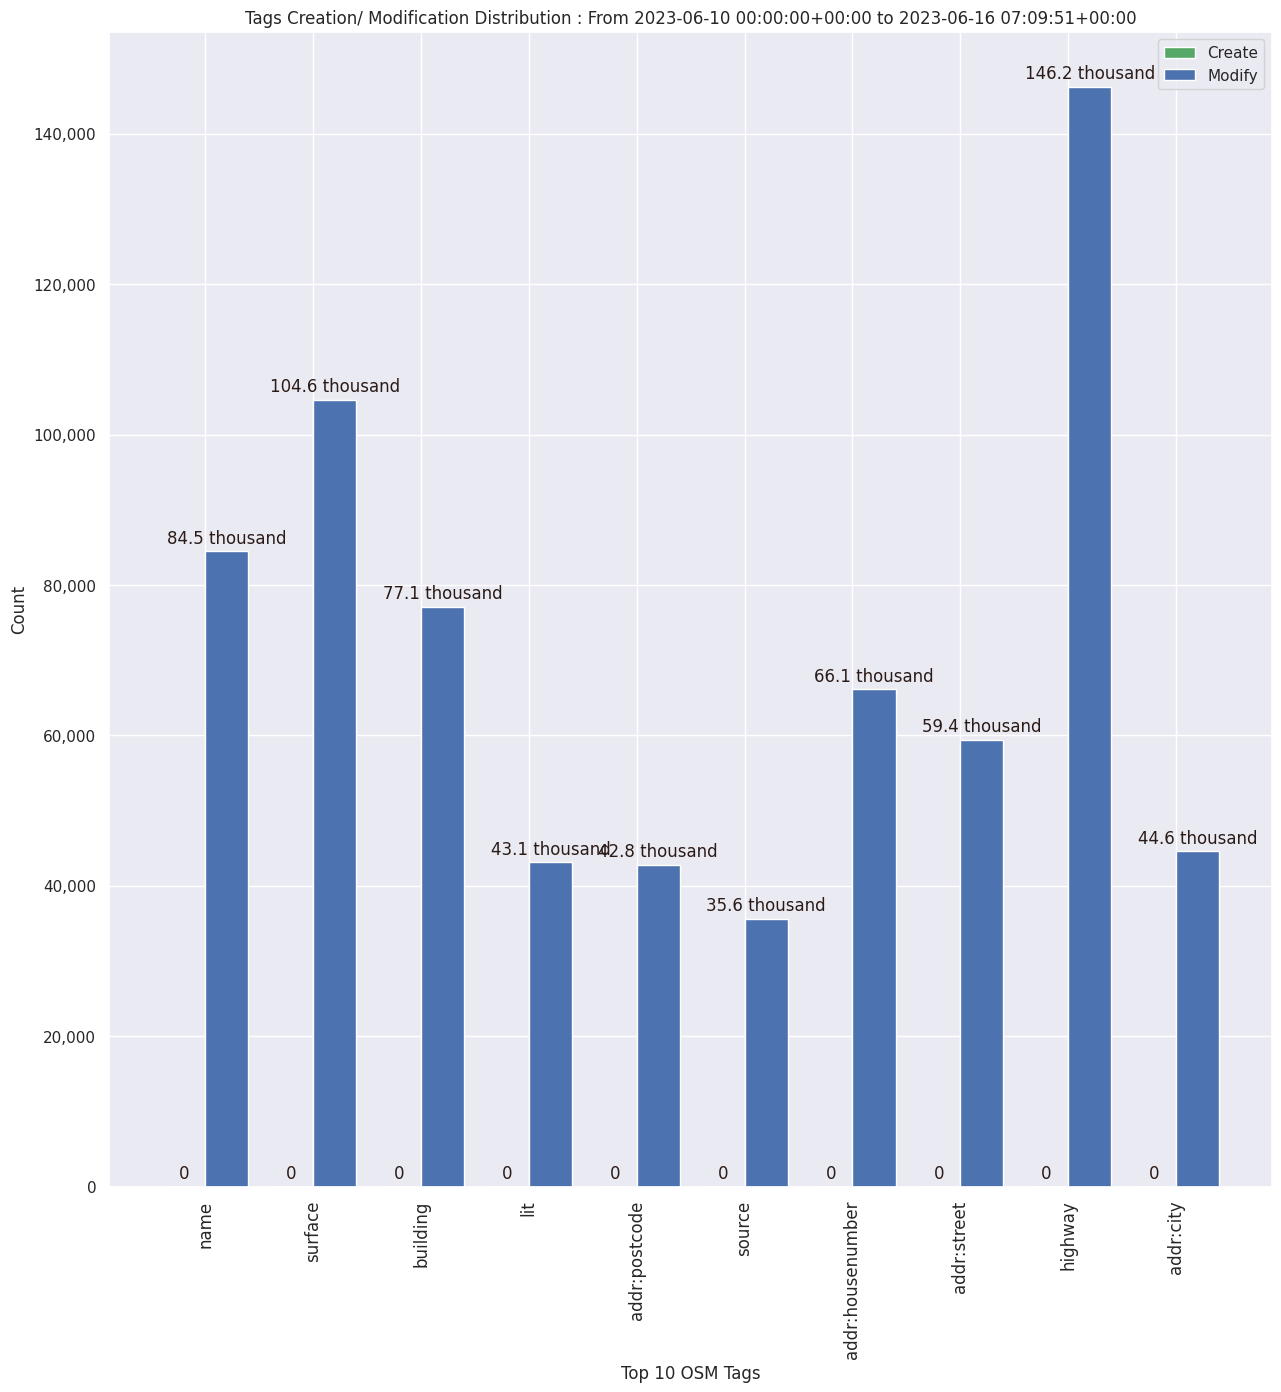 Tags Creation/ Modification Distribution : From 2023-06-10 00:00:00+00:00 to 2023-06-16 07:09:51+00:00
Create
Modify
146.2 thousand
104.6 thousand
84.5 thousand
77.1 thousand
66.1 thousand
59.4 thousand
43.1 thousand
42.8 thousand
44.6 thousand
35.6 thousand
0
0
0
0
0
0
0
0
0
0
Count
140,000
120,000
100,000
80,000
60,000
40,000
20,000
0
name
surface
building
lit
addr:postcode
source
addr:housenumber
addr:street
highway
addr:city
Top 10 OSM Tags